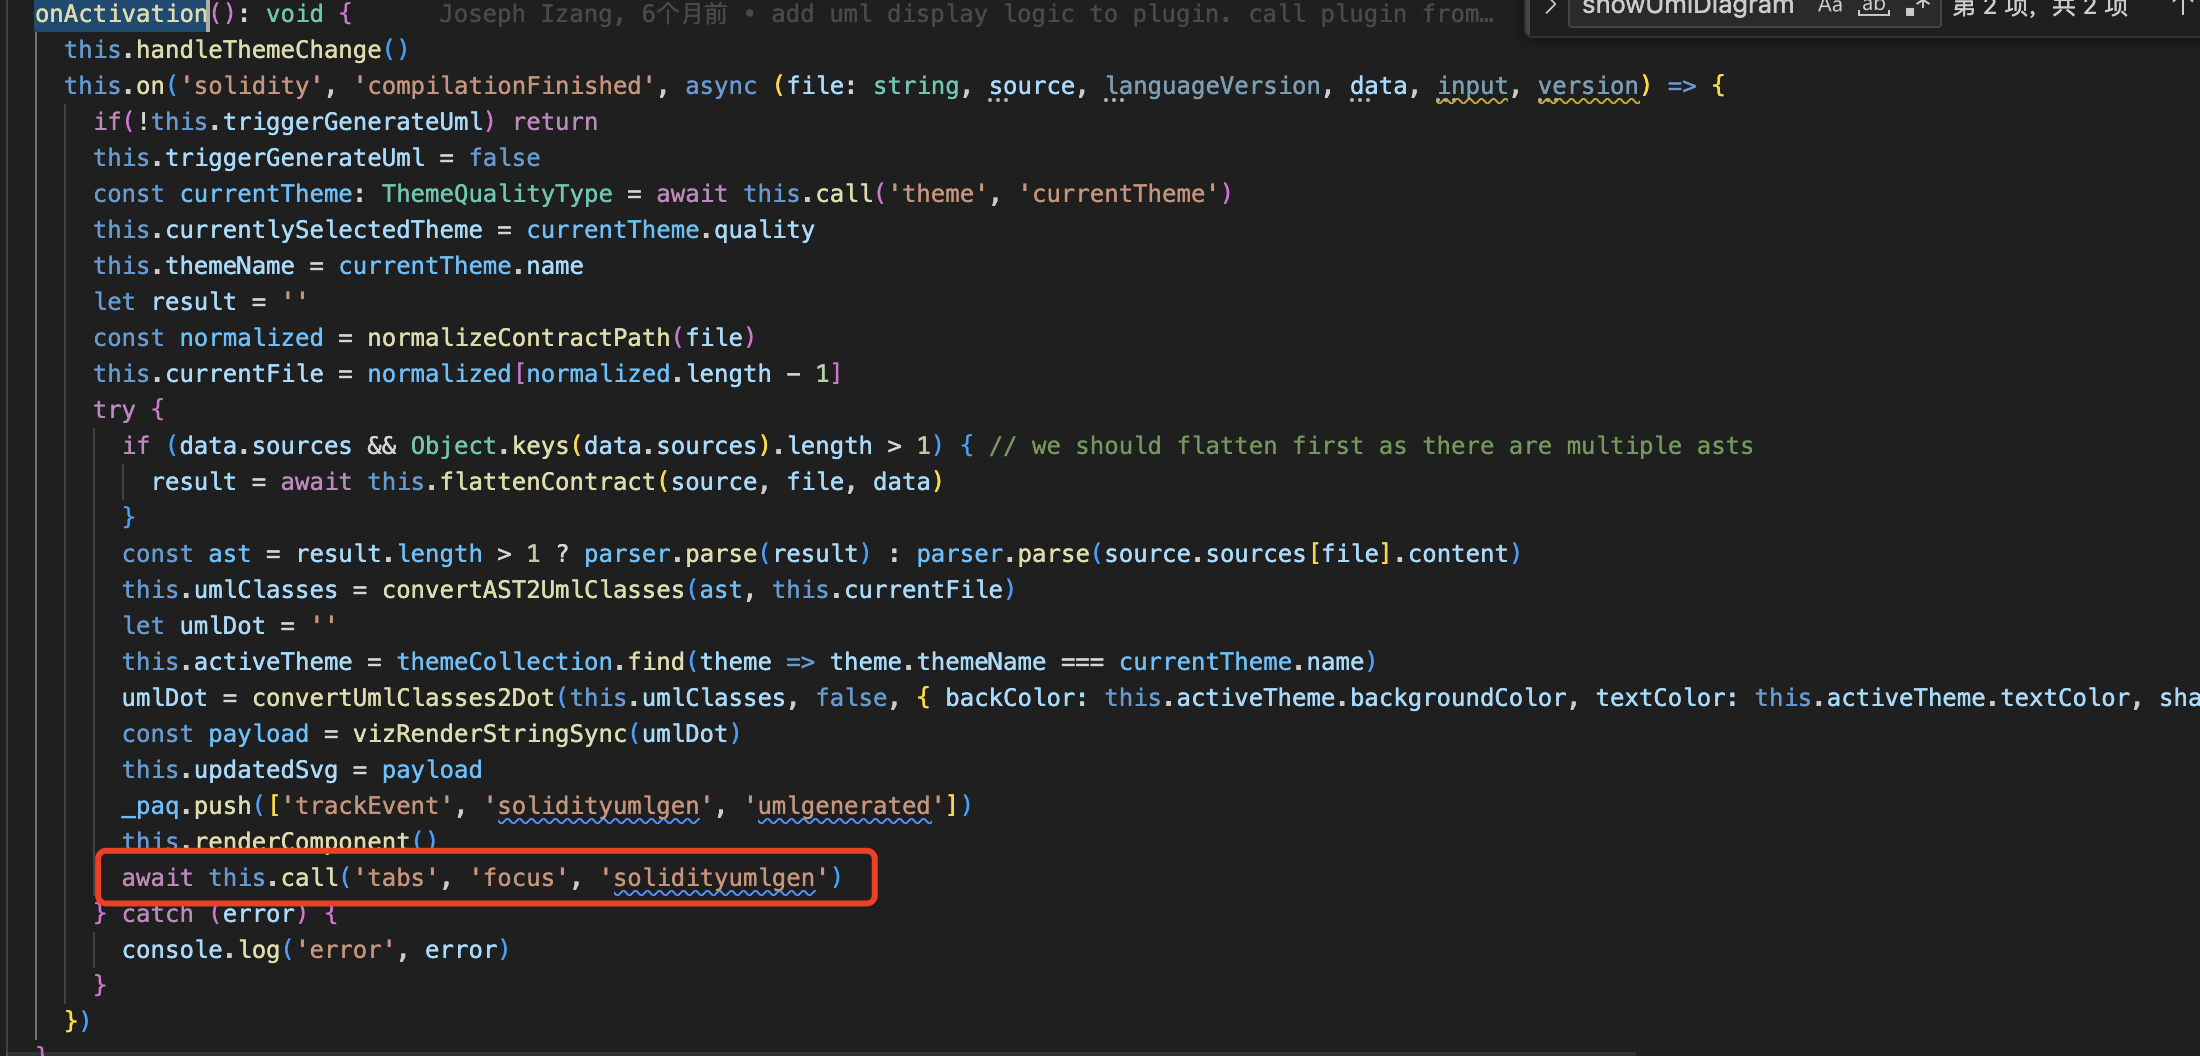 onActivation(): void {      Joseph Izang, 6个月前 • add uml display logic to plugin. call plugin from…
showUmlDiagram Aa ab 第 2 项, 共 2 项
  this.handleThemeChange()
  this.on('solidity', 'compilationFinished', async (file: string, source, languageVersion, data, input, version) => {
    if(!this.triggerGenerateUml) return
    this.triggerGenerateUml = false
    const currentTheme: ThemeQualityType = await this.call('theme', 'currentTheme')
    this.currentlySelectedTheme = currentTheme.quality
    this.themeName = currentTheme.name
    let result = ''
    const normalized = normalizeContractPath(file)
    this.currentFile = normalized[normalized.length - 1]
    try {
      if (data.sources && Object.keys(data.sources).length > 1) { // we should flatten first as there are multiple asts
        result = await this.flattenContract(source, file, data)
      }
      const ast = result.length > 1 ? parser.parse(result) : parser.parse(source.sources[file].content)
      this.umlClasses = convertAST2UmlClasses(ast, this.currentFile)
      let umlDot = ''
      this.activeTheme = themeCollection.find(theme => theme.themeName === currentTheme.name)
      umlDot = convertUmlClasses2Dot(this.umlClasses, false, { backColor: this.activeTheme.backgroundColor, textColor: this.activeTheme.textColor, sha
      const payload = vizRenderStringSync(umlDot)
      this.updatedSvg = payload
      _paq.push(['trackEvent', 'solidityumlgen', 'umlgenerated'])
      this.renderComponent()
      await this.call('tabs', 'focus', 'solidityumlgen')
    } catch (error) {
      console.log('error', error)
    }
  })
}